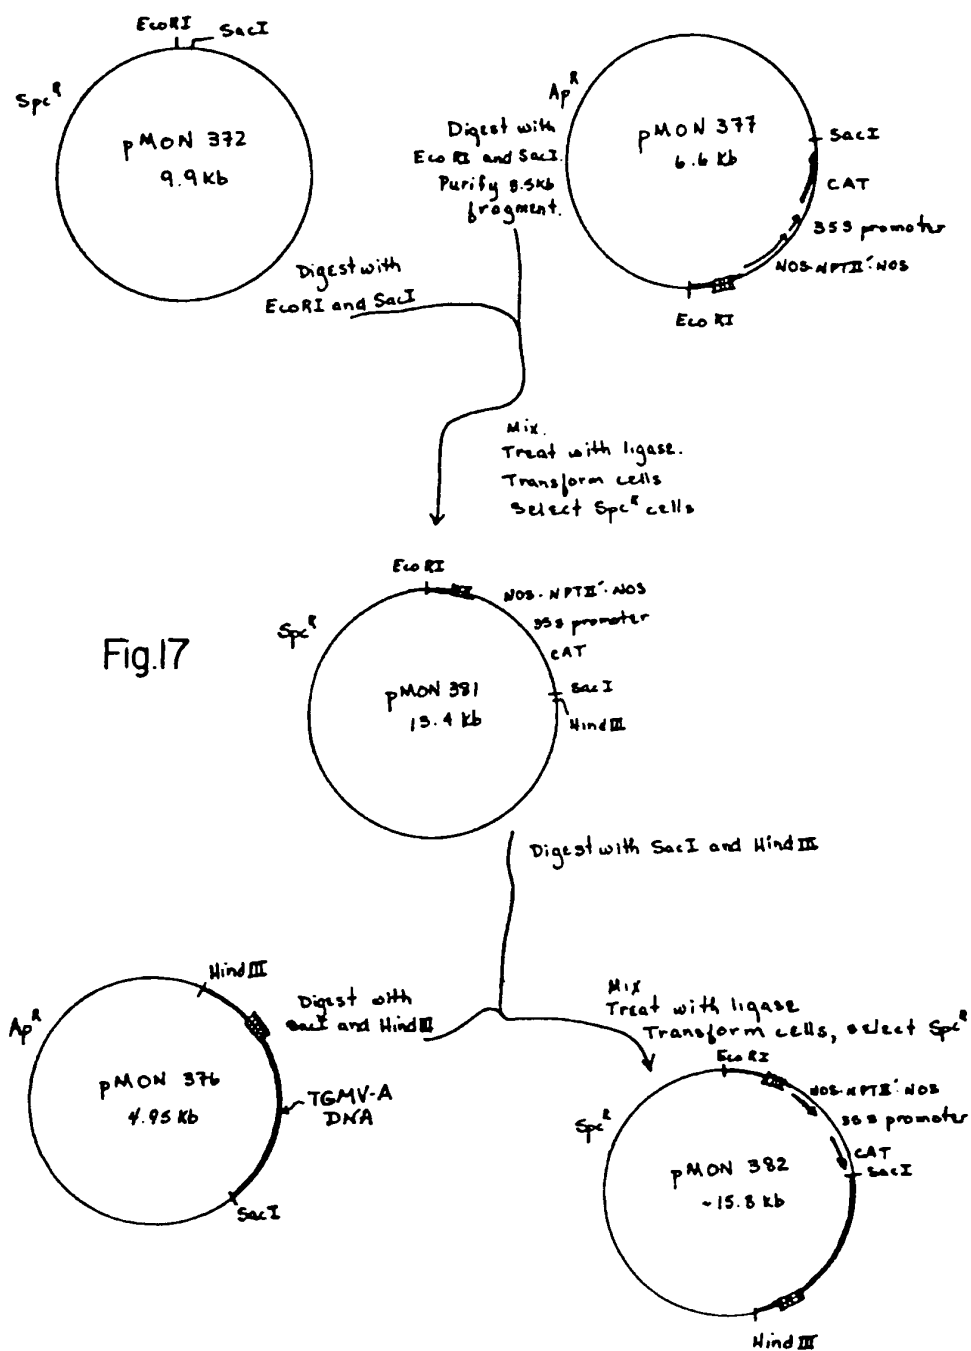 EcoRI
SacI
Spc^R
pMON 372
9.9 Kb
Ap^R
pMON 377
6.6 Kb
SacI
CAT
35S promoter
NOS-NPTII'-NOS
EcoRI
Digest with
EcoRI and SacI.
Purify 3.5Kb
fragment.
Digest with
EcoRI and SacI
Mix.
Treat with ligase.
Transform cells
Select Spc^R cells
EcoRI
NOS-NPTII'-NOS
35S promoter
CAT
SacI
HindIII
Spc^R
pMON 381
13.4 Kb
Fig.17
Digest with SacI and HindIII
HindIII
Ap^R
pMON 376
4.95 Kb
TGMV-A
DNA
SacI
Digest with
SacI and HindIII
Mix
Treat with ligase
Transform cells, select Spc^R
EcoRI
NOS-NPTII'-NOS
35S promoter
CAT
SacI
Spc^R
pMON 382
~15.8 Kb
HindIII